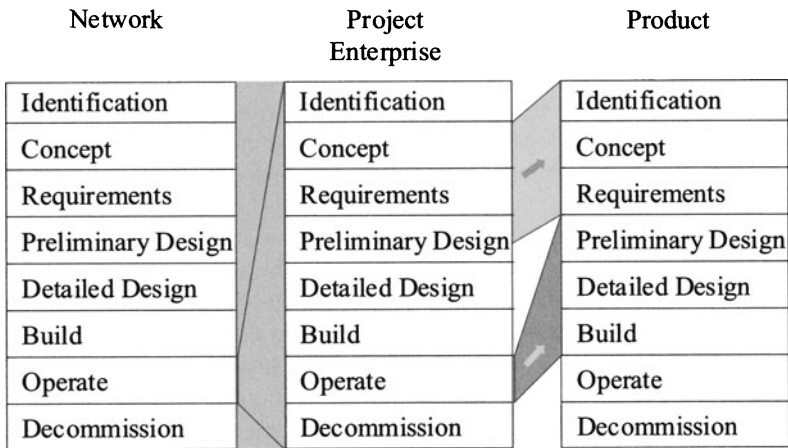 Network
Project
Enterprise
Product
Identification
Concept
Requirements
Preliminary Design
Detailed Design
Build
Operate
Decommission
Identification
Concept
Requirements
Preliminary Design
Detailed Design
Build
Operate
Decommission
Identification
Concept
Requirements
Preliminary Design
Detailed Design
Build
Operate
Decommission